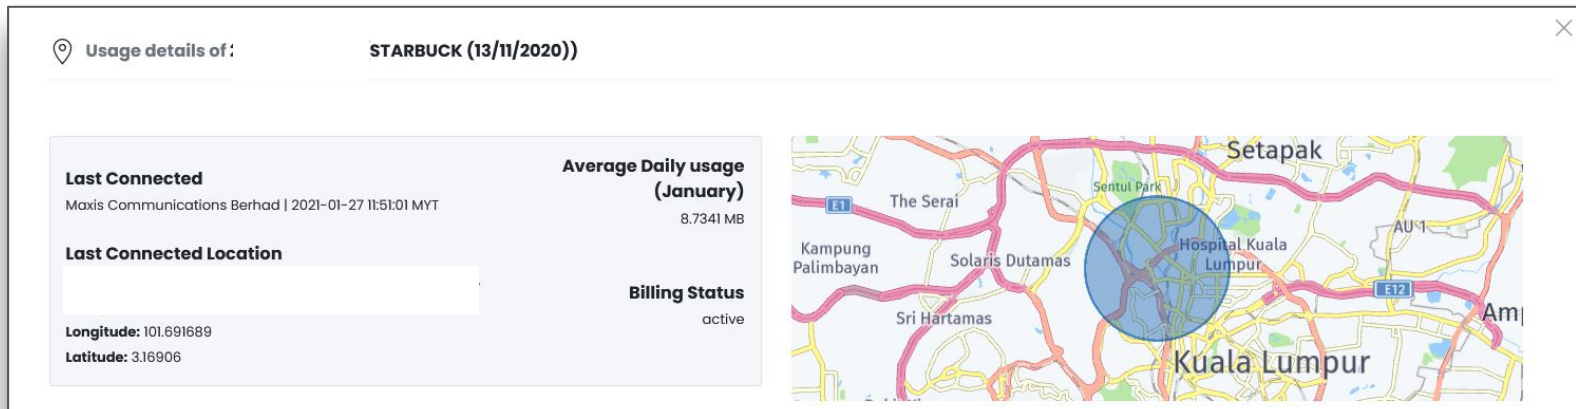 Usage details of
STARBUCK (13/11/2020))
Last Connected
Maxis Communications Berhad | 2021-01-27 11:51:01 MYT
Last Connected Location
Longitude: 101.691689
Latitude: 3.16906
Average Daily usage
(January)
8.7341 MB
Billing Status
active
Setapak
Sentul Park
The Serai
E1
AU 1
Kampung
Palimbayan
Solaris Dutamas
Hospital Kuala
Lumpur
E12
Sri Hartamas
Kuala Lumpur